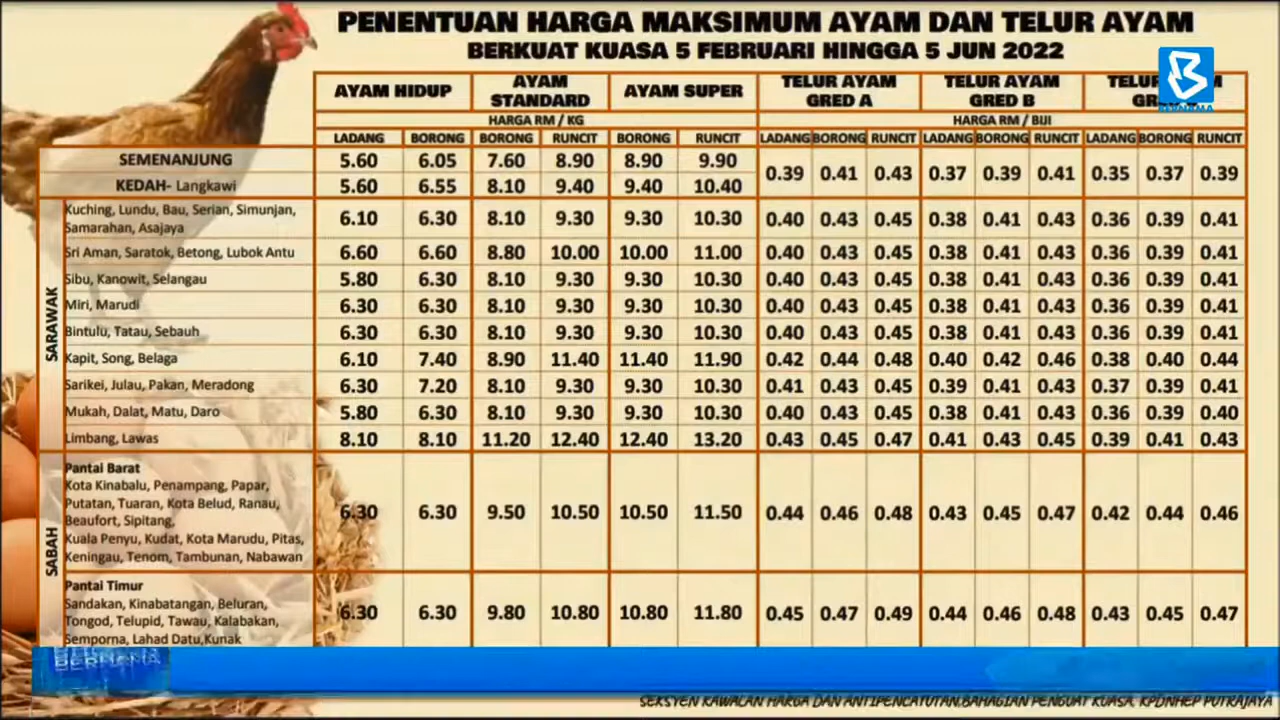 PENENTUAN HARGA MAKSIMUM AYAM DAN TELUR AYAM
BERKUAT KUASA 5 FEBRUARI HINGGA 5 JUN 2022
BERNAMA
AYAM HIDUP AYAM STANDARD AYAM SUPER TELUR AYAM GRED A TELUR AYAM GRED B TELUR
HARGA RM / KG HARGA RM / BIJI
LADANG BORONG BORONG RUNCIT BORONG RUNCIT LADANG BORONG RUNCIT LADANG BORONG RUNCIT LADANG BORONG RUNCIT
SEMENANJUNG 5.60 6.05 7.60 8.90 8.90 9.90 0.39 0.41 0.43 0.37 0.39 0.41 0.35 0.37 0.39
KEDAH- Langkawi 5.60 6.55 8.10 9.40 9.40 10.40
SARAWAK
Kuching, Lundu, Bau, Serian, Simunjan,
Samarahan, Asajaya 6.10 6.30 8.10 9.30 9.30 10.30 0.40 0.43 0.45 0.38 0.41 0.43 0.36 0.39 0.41
Sri Aman, Saratok, Betong, Lubok Antu 6.60 6.60 8.80 10.00 10.00 11.00 0.40 0.43 0.45 0.38 0.41 0.43 0.36 0.39 0.41
Sibu, Kanowit, Selangau 5.80 6.30 8.10 9.30 9.30 10.30 0.40 0.43 0.45 0.38 0.41 0.43 0.36 0.39 0.41
Miri, Marudi 6.30 6.30 8.10 9.30 9.30 10.30 0.40 0.43 0.45 0.38 0.41 0.43 0.36 0.39 0.41
Bintulu, Tatau, Sebauh 6.30 6.30 8.10 9.30 9.30 10.30 0.40 0.43 0.45 0.38 0.41 0.43 0.36 0.39 0.41
Kapit, Song, Belaga 6.10 7.40 8.90 11.40 11.40 11.90 0.42 0.44 0.48 0.40 0.42 0.46 0.38 0.40 0.44
Sarikei, Julau, Pakan, Meradong 6.30 7.20 8.10 9.30 9.30 10.30 0.41 0.43 0.45 0.39 0.41 0.43 0.37 0.39 0.41
Mukah, Dalat, Matu, Daro 5.80 6.30 8.10 9.30 9.30 10.30 0.40 0.43 0.45 0.38 0.41 0.43 0.36 0.39 0.40
Limbang, Lawas 8.10 8.10 11.20 12.40 12.40 13.20 0.43 0.45 0.47 0.41 0.43 0.45 0.39 0.41 0.43
SABAH
Pantai Barat
Kota Kinabalu, Penampang, Papar,
Putatan, Tuaran, Kota Belud, Ranau,
Beaufort, Sipitang, 6.30 6.30 9.50 10.50 10.50 11.50 0.44 0.46 0.48 0.43 0.45 0.47 0.42 0.44 0.46
Kuala Penyu, Kudat, Kota Marudu, Pitas,
Keningau, Tenom, Tambunan, Nabawan
Pantai Timur
Sandakan, Kinabatangan, Beluran,
Tongod, Telupid, Tawau, Kalabakan, 6.30 6.30 9.80 10.80 10.80 11.80 0.45 0.47 0.49 0.44 0.46 0.48 0.43 0.45 0.47
Semporna, Lahad Datu,Kunak
BERNAMA
SEKSYEN KAWALAN HARGA DAN ANTIPENCATUTAN,BAHAGIAN PENGUAT KUASA, KPDNHEP PUTRAJAYA